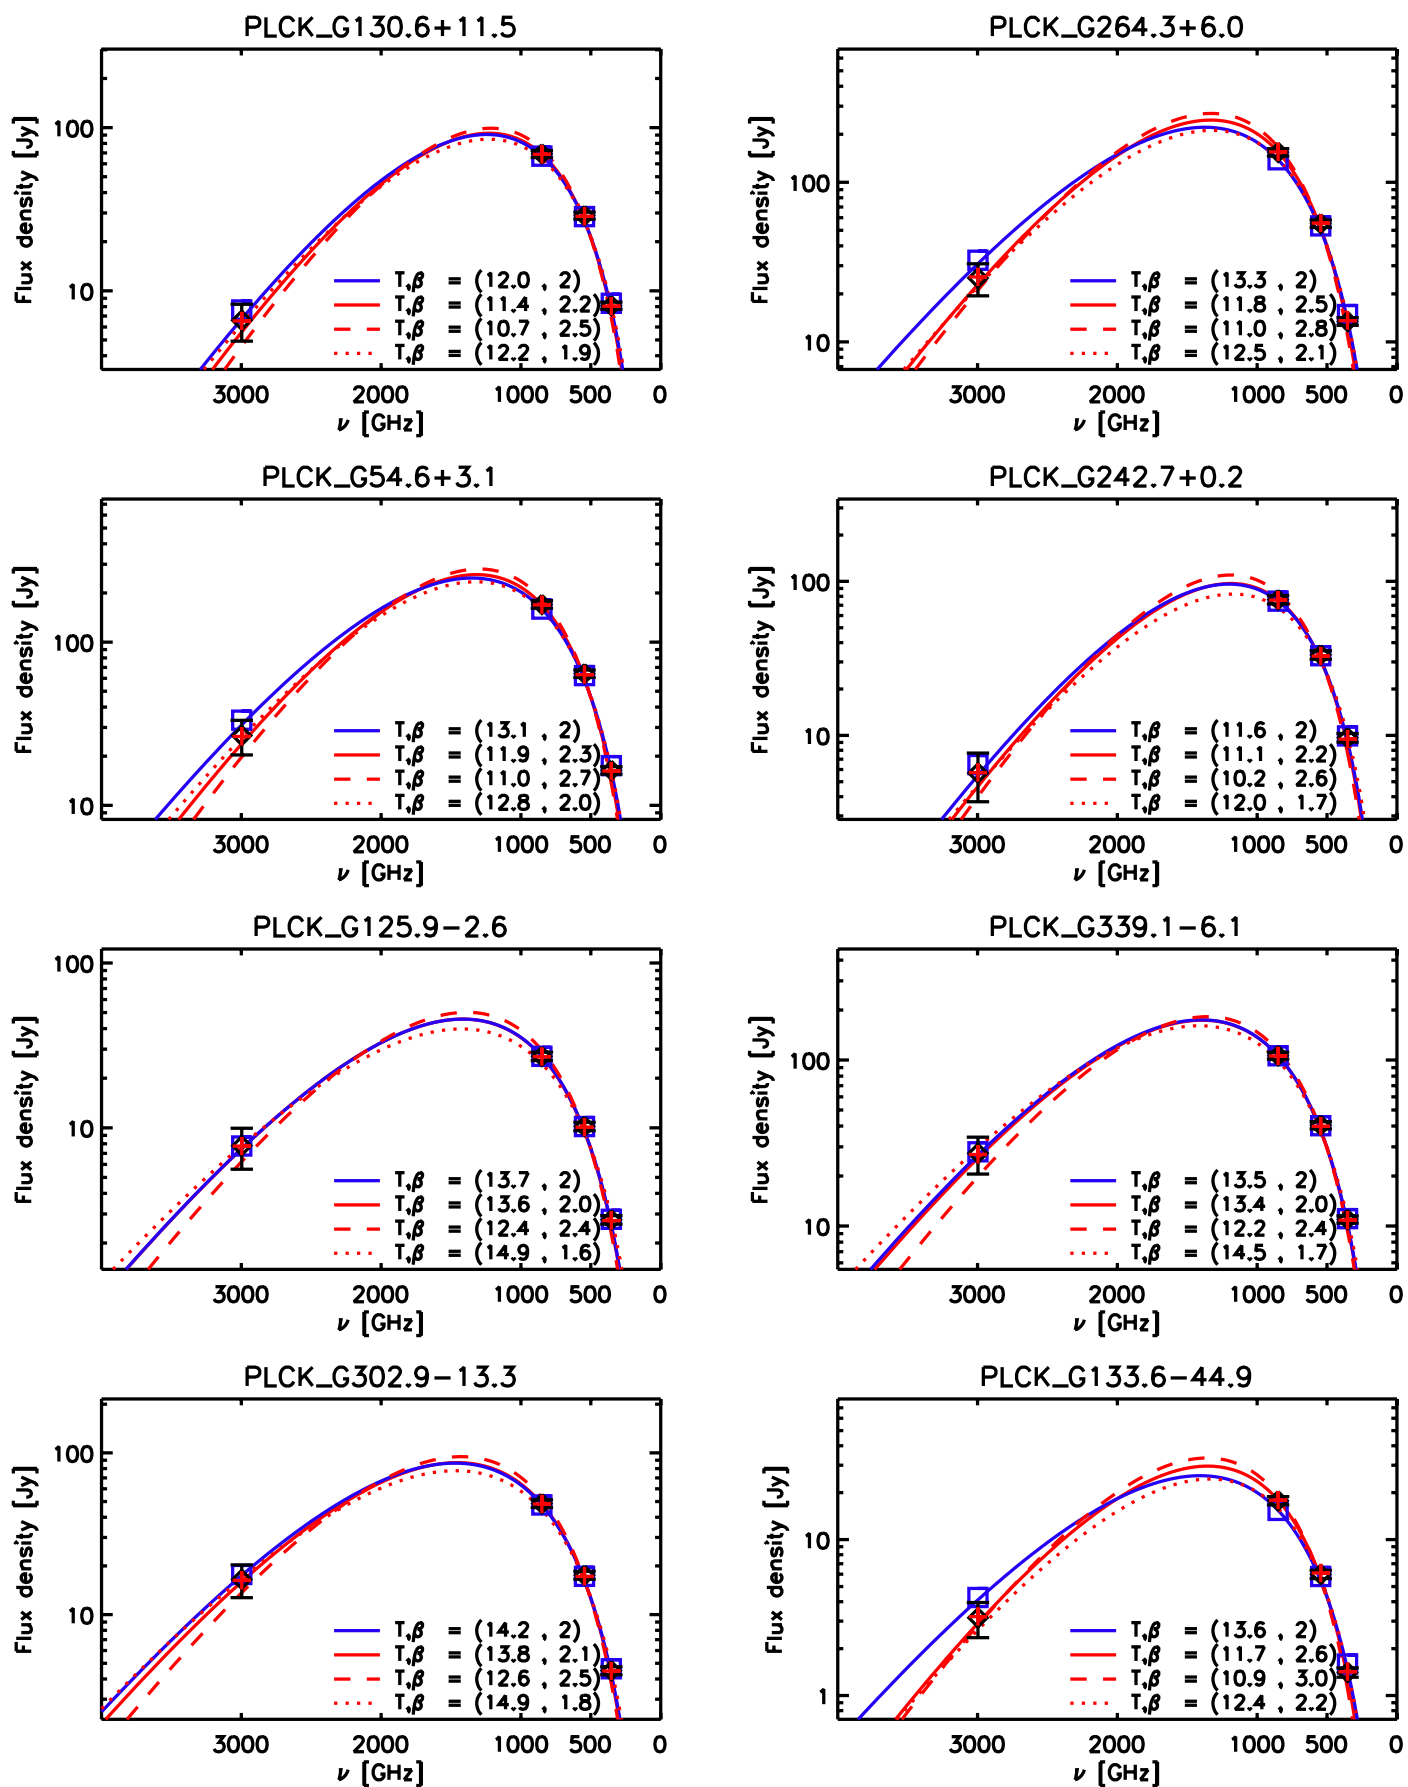 PLCK_G130.6+11.5
Flux density [Jy]
100
10
T,β = (12.0 , 2)
T,β = (11.4 , 2.2)
T,β = (10.7 , 2.5)
T,β = (12.2 , 1.9)
3000 2000 1000 500 0
ν [GHz]
PLCK_G264.3+6.0
Flux density [Jy]
100
10
T,β = (13.3 , 2)
T,β = (11.8 , 2.5)
T,β = (11.0 , 2.8)
T,β = (12.5 , 2.1)
3000 2000 1000 500 0
ν [GHz]
PLCK_G54.6+3.1
Flux density [Jy]
100
10
T,β = (13.1 , 2)
T,β = (11.9 , 2.3)
T,β = (11.0 , 2.7)
T,β = (12.8 , 2.0)
3000 2000 1000 500 0
ν [GHz]
PLCK_G242.7+0.2
Flux density [Jy]
100
10
T,β = (11.6 , 2)
T,β = (11.1 , 2.2)
T,β = (10.2 , 2.6)
T,β = (12.0 , 1.7)
3000 2000 1000 500 0
ν [GHz]
PLCK_G125.9−2.6
Flux density [Jy]
100
10
T,β = (13.7 , 2)
T,β = (13.6 , 2.0)
T,β = (12.4 , 2.4)
T,β = (14.9 , 1.6)
3000 2000 1000 500 0
ν [GHz]
PLCK_G339.1−6.1
Flux density [Jy]
100
10
T,β = (13.5 , 2)
T,β = (13.4 , 2.0)
T,β = (12.2 , 2.4)
T,β = (14.5 , 1.7)
3000 2000 1000 500 0
ν [GHz]
PLCK_G302.9−13.3
Flux density [Jy]
100
10
T,β = (14.2 , 2)
T,β = (13.8 , 2.1)
T,β = (12.6 , 2.5)
T,β = (14.9 , 1.8)
3000 2000 1000 500 0
ν [GHz]
PLCK_G133.6−44.9
Flux density [Jy]
10
1
T,β = (13.6 , 2)
T,β = (11.7 , 2.6)
T,β = (10.9 , 3.0)
T,β = (12.4 , 2.2)
3000 2000 1000 500 0
ν [GHz]